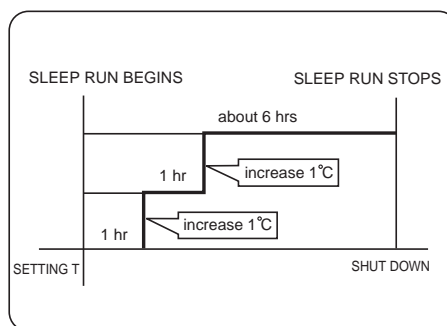 SLEEP RUN BEGINS
SLEEP RUN STOPS
about 6 hrs
1 hr
increase 1°C
1 hr
increase 1°C
SETTING T
SHUT DOWN